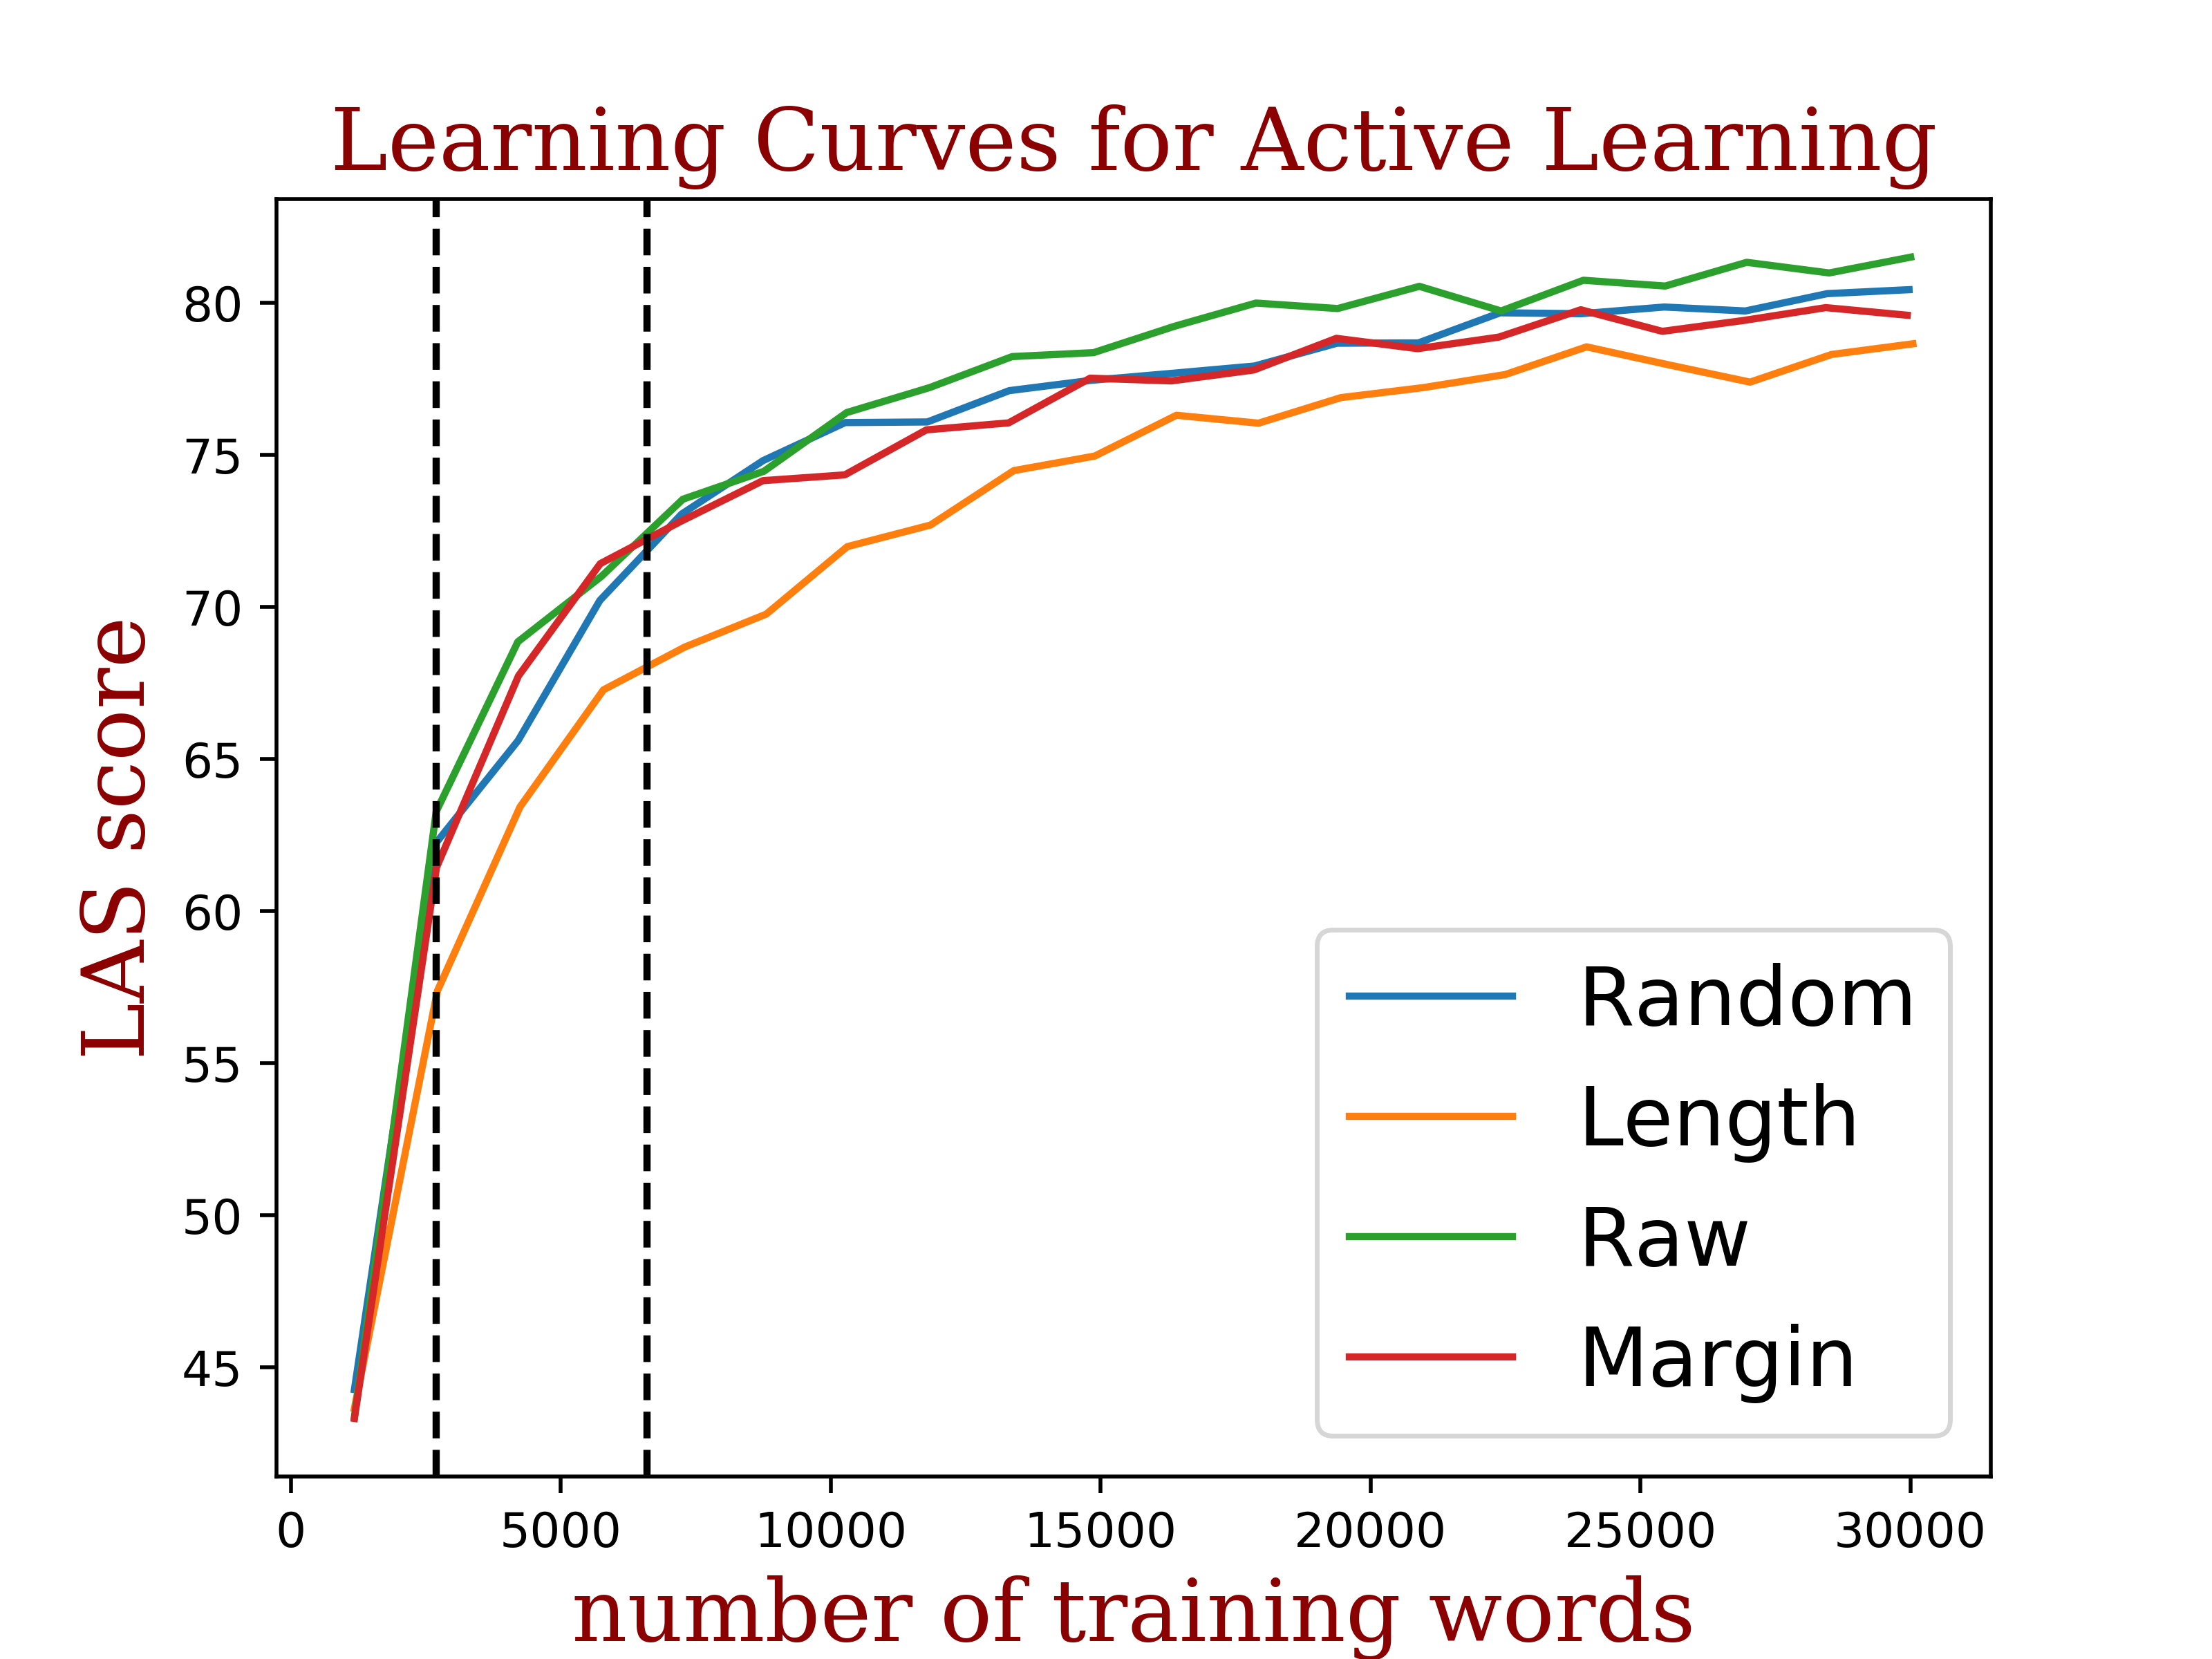 Learning Curves for Active Learning
LAS score
80
75
70
65
60
55
50
45
Random
Length
Raw
Margin
0 5000 10000 15000 20000 25000 30000
number of training words